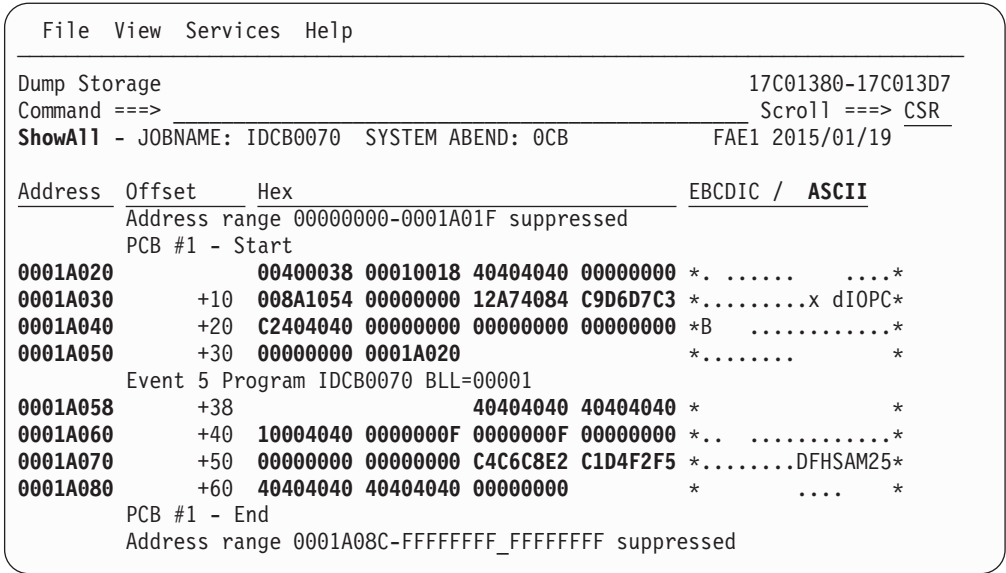 File  View  Services  Help
Dump Storage                                                  17C01380-17C013D7
Command ===> ________________________________________________ Scroll ===> CSR
ShowAll - JOBNAME: IDCB0070  SYSTEM ABEND: 0CB             FAE1 2015/01/19
Address  Offset    Hex                                 EBCDIC /  ASCII
Address range 00000000-0001A01F suppressed
PCB #1 - Start
0001A020           00400038 00010018 40404040 00000000 *. ......    ....*
0001A030       +10 008A1054 00000000 12A74084 C9D6D7C3 *.........x dIOPC*
0001A040       +20 C2404040 00000000 00000000 00000000 *B   ............*
0001A050       +30 00000000 0001A020                   *........        *
Event 5 Program IDCB0070 BLL=00001
0001A058       +38                   40404040 40404040 *                *
0001A060       +40 10004040 0000000F 0000000F 00000000 *..  ............*
0001A070       +50 00000000 00000000 C4C6C8E2 C1D4F2F5 *........DFHSAM25*
0001A080       +60 40404040 40404040 00000000          *        ....    *
PCB #1 - End
Address range 0001A08C-FFFFFFFF_FFFFFFFF suppressed